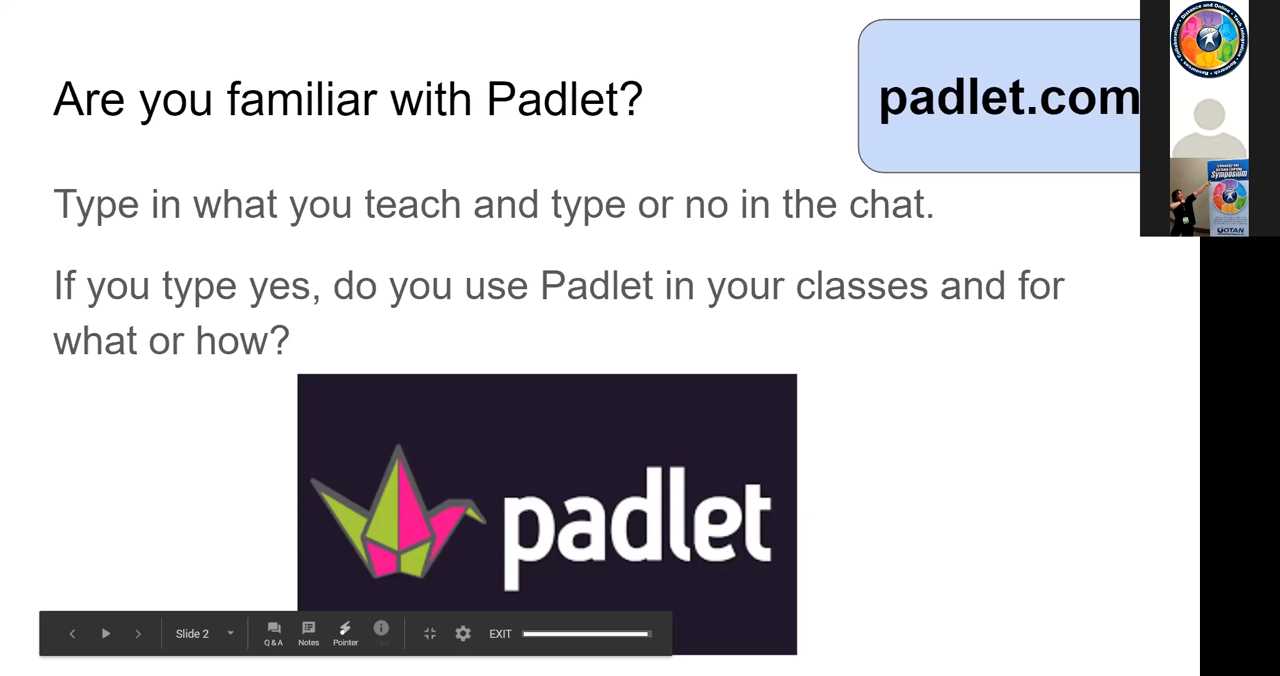 Are you familiar with Padlet?
padlet.com
Type in what you teach and type or no in the chat.
If you type yes, do you use Padlet in your classes and for
what or how?
padlet
Slide 2
Q & A
Notes
Pointer
EXIT
Symposium
OTAN